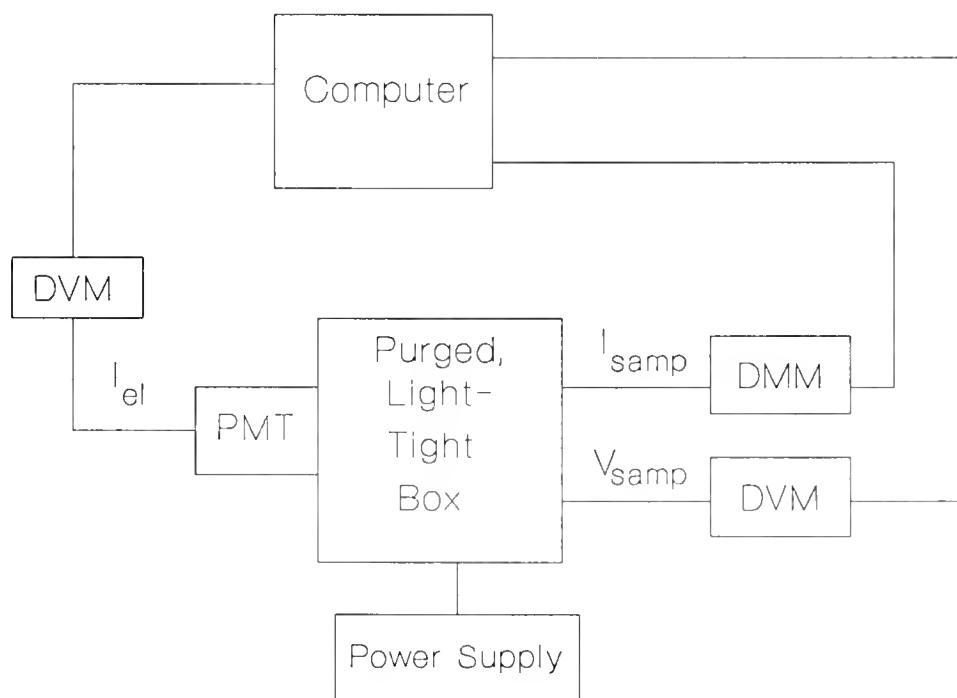 Computer
DVM
I_el
PMT
Purged,
Light-
Tight
Box
I_samp
DMM
V_samp
DVM
Power Supply